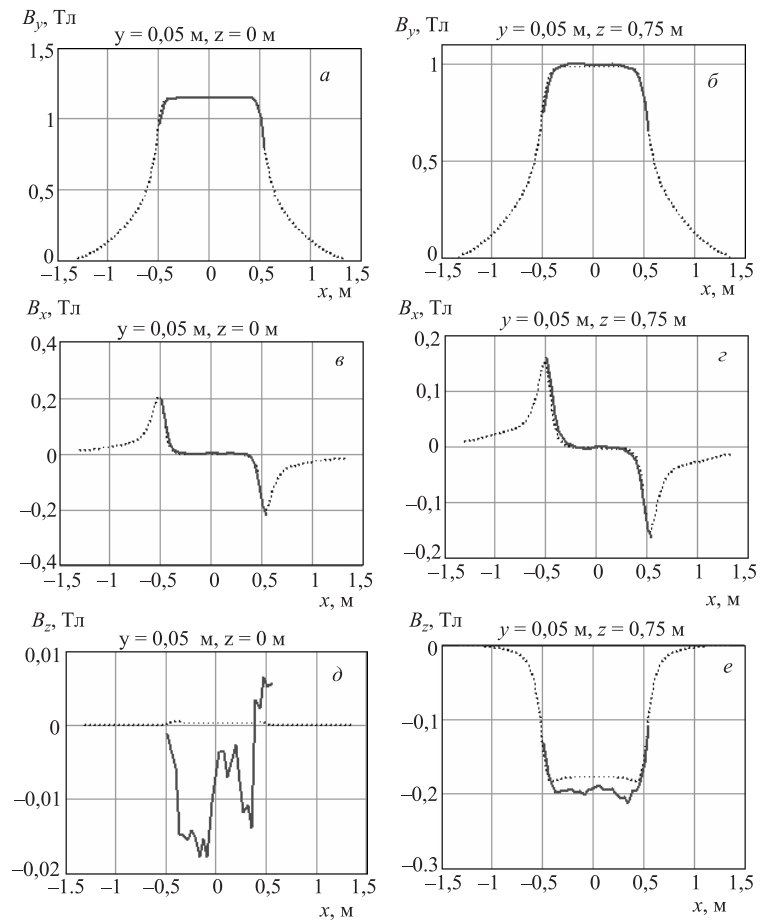 B_y, Тл
y = 0,05 м, z = 0 м
а
1,5
1
0,5
0
–1,5 –1 –0,5 0 0,5 1 1,5
x, м
B_y, Тл
y = 0,05 м, z = 0,75 м
б
1
0,5
0
–1,5 –1 –0,5 0 0,5 1 1,5
x, м
B_x, Тл
y = 0,05 м, z = 0 м
в
0,4
0,2
0
–0,2
–0,4
–1,5 –1 –0,5 0 0,5 1 1,5
x, м
B_x, Тл
y = 0,05 м, z = 0,75 м
г
0,2
0,1
0
–0,1
–0,2
–1,5 –1 –0,5 0 0,5 1 1,5
x, м
B_z, Тл
y = 0,05 м, z = 0 м
д
0,01
0
–0,01
–0,02
–1,5 –1 –0,5 0 0,5 1 1,5
x, м
B_z, Тл
y = 0,05 м, z = 0,75 м
е
0
–0,1
–0,2
–0.3
–1,5 –1 –0,5 0 0,5 1 1,5
x, м